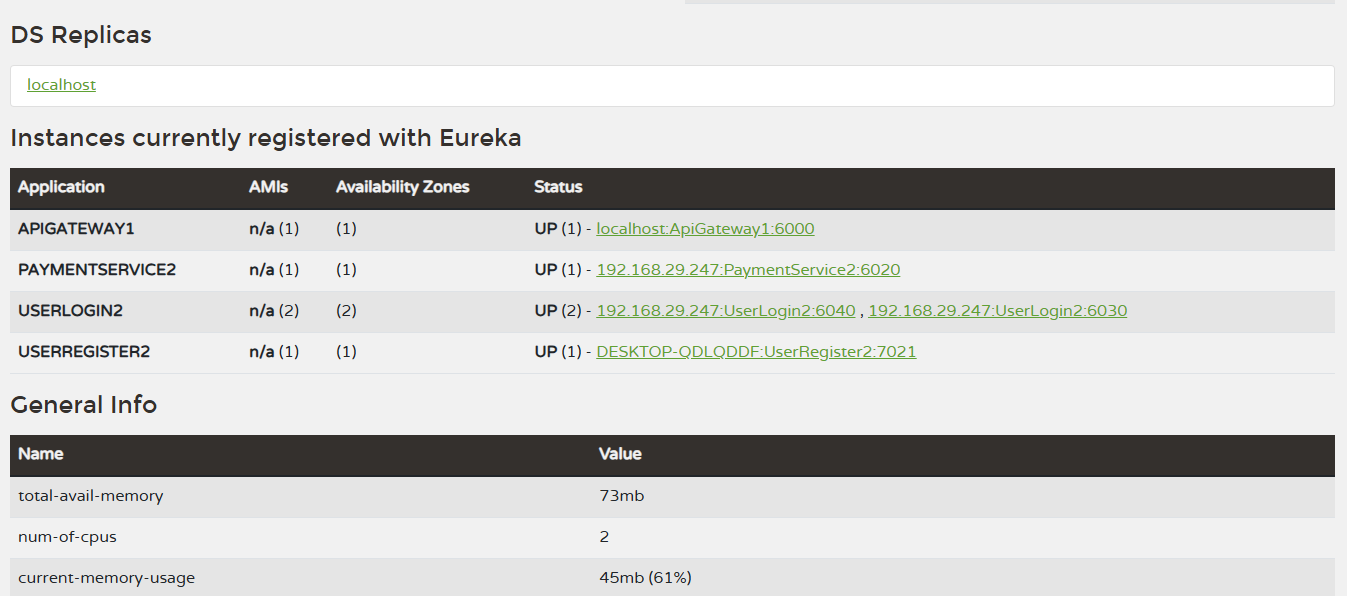 DS Replicas
localhost
Instances currently registered with Eureka
Application AMIs Availability Zones Status
APIGATEWAY1 n/a (1) (1) UP (1) - localhost:ApiGateway1:6000
PAYMENTSERVICE2 n/a (1) (1) UP (1) - 192.168.29.247:PaymentService2:6020
USERLOGIN2 n/a (2) (2) UP (2) - 192.168.29.247:UserLogin2:6040 , 192.168.29.247:UserLogin2:6030
USERREGISTER2 n/a (1) (1) UP (1) - DESKTOP-QDLQDDF:UserRegister2:7021
General Info
Name Value
total-avail-memory 73mb
num-of-cpus 2
current-memory-usage 45mb (61%)